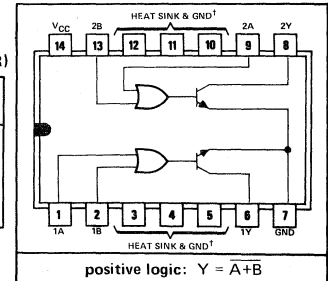 HEAT SINK & GND†
VCC 2B 2A 2Y
14 13 12 11 10 9 8
1 2 3 4 5 6 7
1A 1B 1Y GND
HEAT SINK & GND†
positive logic: Y = \overline{A+B}
)